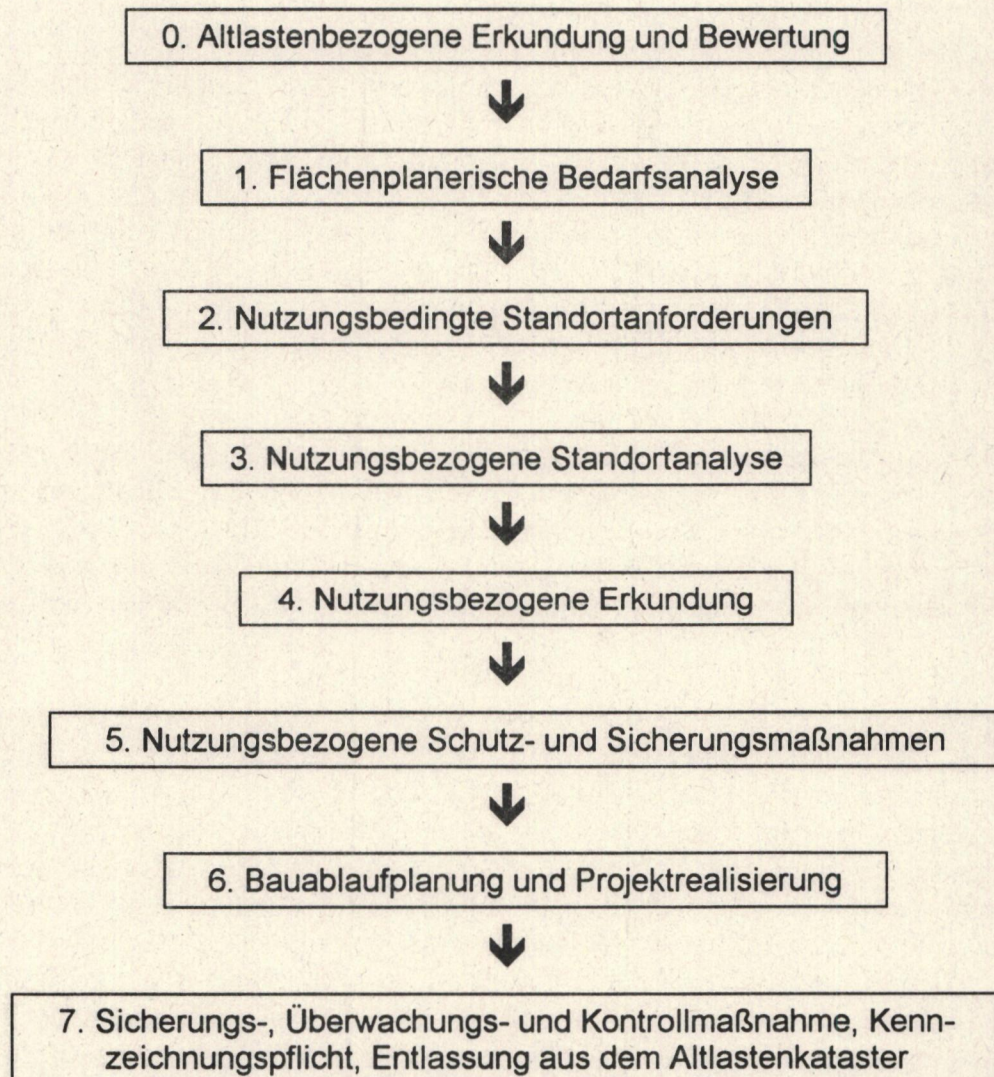 0. Altlastenbezogene Erkundung und Bewertung
1. Flächenplanerische Bedarfsanalyse
2. Nutzungsbedingte Standortanforderungen
3. Nutzungsbezogene Standortanalyse
4. Nutzungsbezogene Erkundung
5. Nutzungsbezogene Schutz- und Sicherungsmaßnahmen
6. Bauablaufplanung und Projektrealisierung
7. Sicherungs-, Überwachungs- und Kontrollmaßnahme, Kenn-
zeichnungspflicht, Entlassung aus dem Altlastenkataster